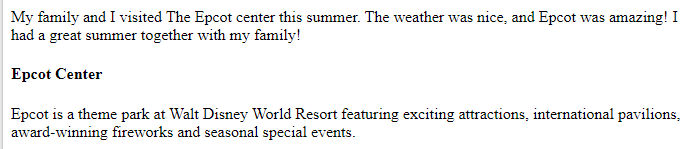 My family and I visited The Epcot center this summer. The weather was nice, and Epcot was amazing! I
had a great summer together with my family!
Epcot Center
Epcot is a theme park at Walt Disney World Resort featuring exciting attractions, international pavilions,
award-winning fireworks and seasonal special events.